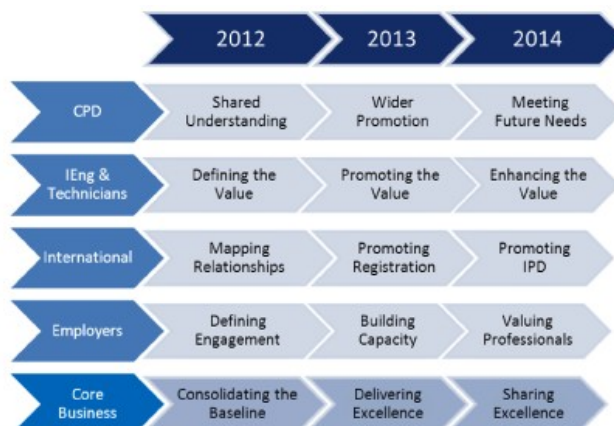 2012
2013
2014
CPD
Shared
Understanding
Wider
Promotion
Meeting
Future Needs
IEng &
Technicians
Defining the
Value
Promoting the
Value
Enhancing the
Value
International
Mapping
Relationships
Promoting
Registration
Promoting
IPD
Employers
Defining
Engagement
Building
Capacity
Valuing
Professionals
Core
Business
Consolidating the
Baseline
Delivering
Excellence
Sharing
Excellence